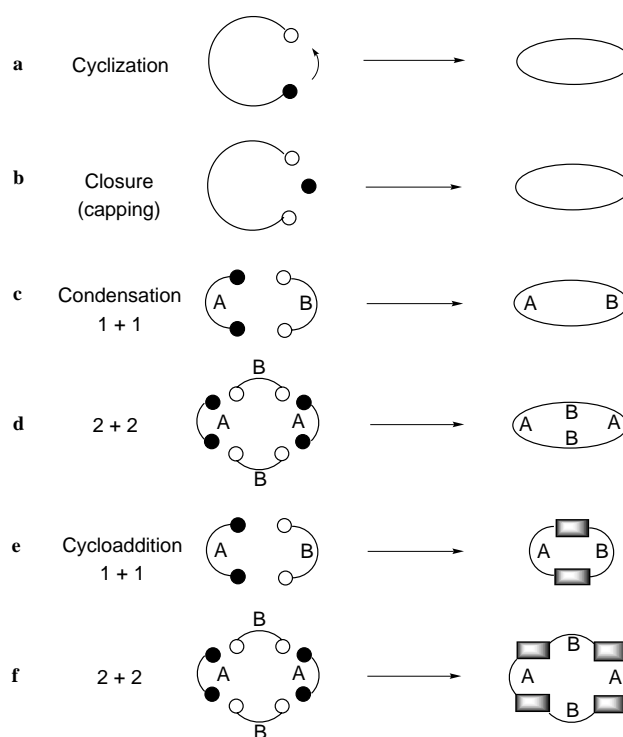 a Cyclization
b Closure
(capping)
c Condensation A B A B
1 + 1
B
d 2 + 2 A A A B A
B
B
e Cycloaddition A B A B
1 + 1
B B
f 2 + 2 A A A A
B B